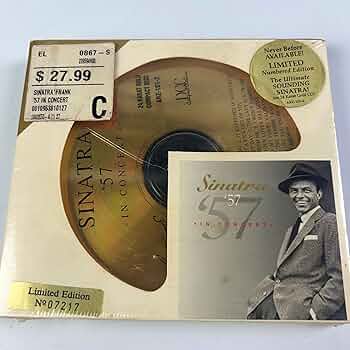 EL 0867-S
$ 27.99
SINATRA*FRANK
'57 IN CONCERT
C
Never Before
AVAILABLE!
LIMITED
Numbered Edition
The Ultimate
SOUNDING
SINATRA!
SINATRA
'57
IN CONCERT
24 KARAT GOLD
COMPACT DISC
DCC
Sinatra
'57
'57
IN CONCERT
Limited Edition
No 07217